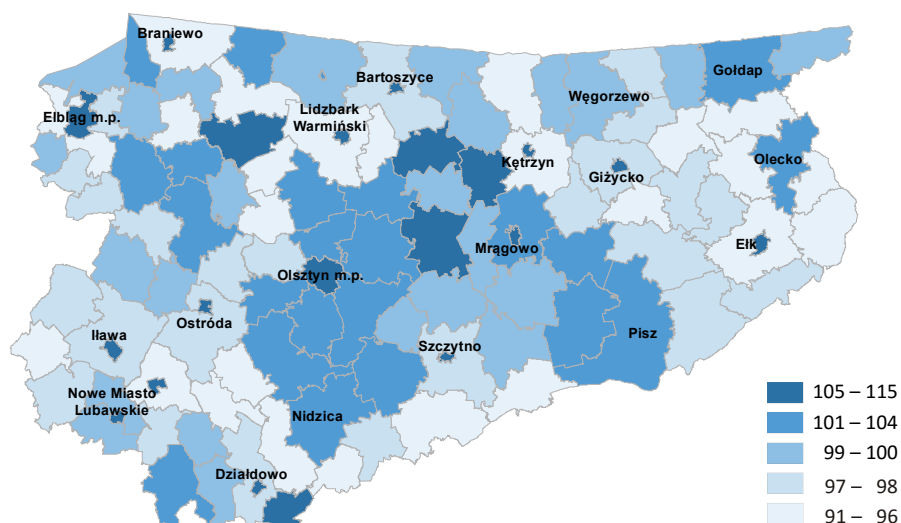 Braniewo
Gołdap
Bartoszyce
Węgorzewo
Elbląg m.p.
Lidzbark
Warmiński
Kętrzyn
Olecko
Giżycko
Mrągowo
Ełk
Olsztyn m.p.
Ostróda
Iława
Pisz
Szczytno
Nowe Miasto
Lubawskie
Nidzica
Działdowo
105 – 115
101 – 104
99 – 100
97 – 98
91 – 96